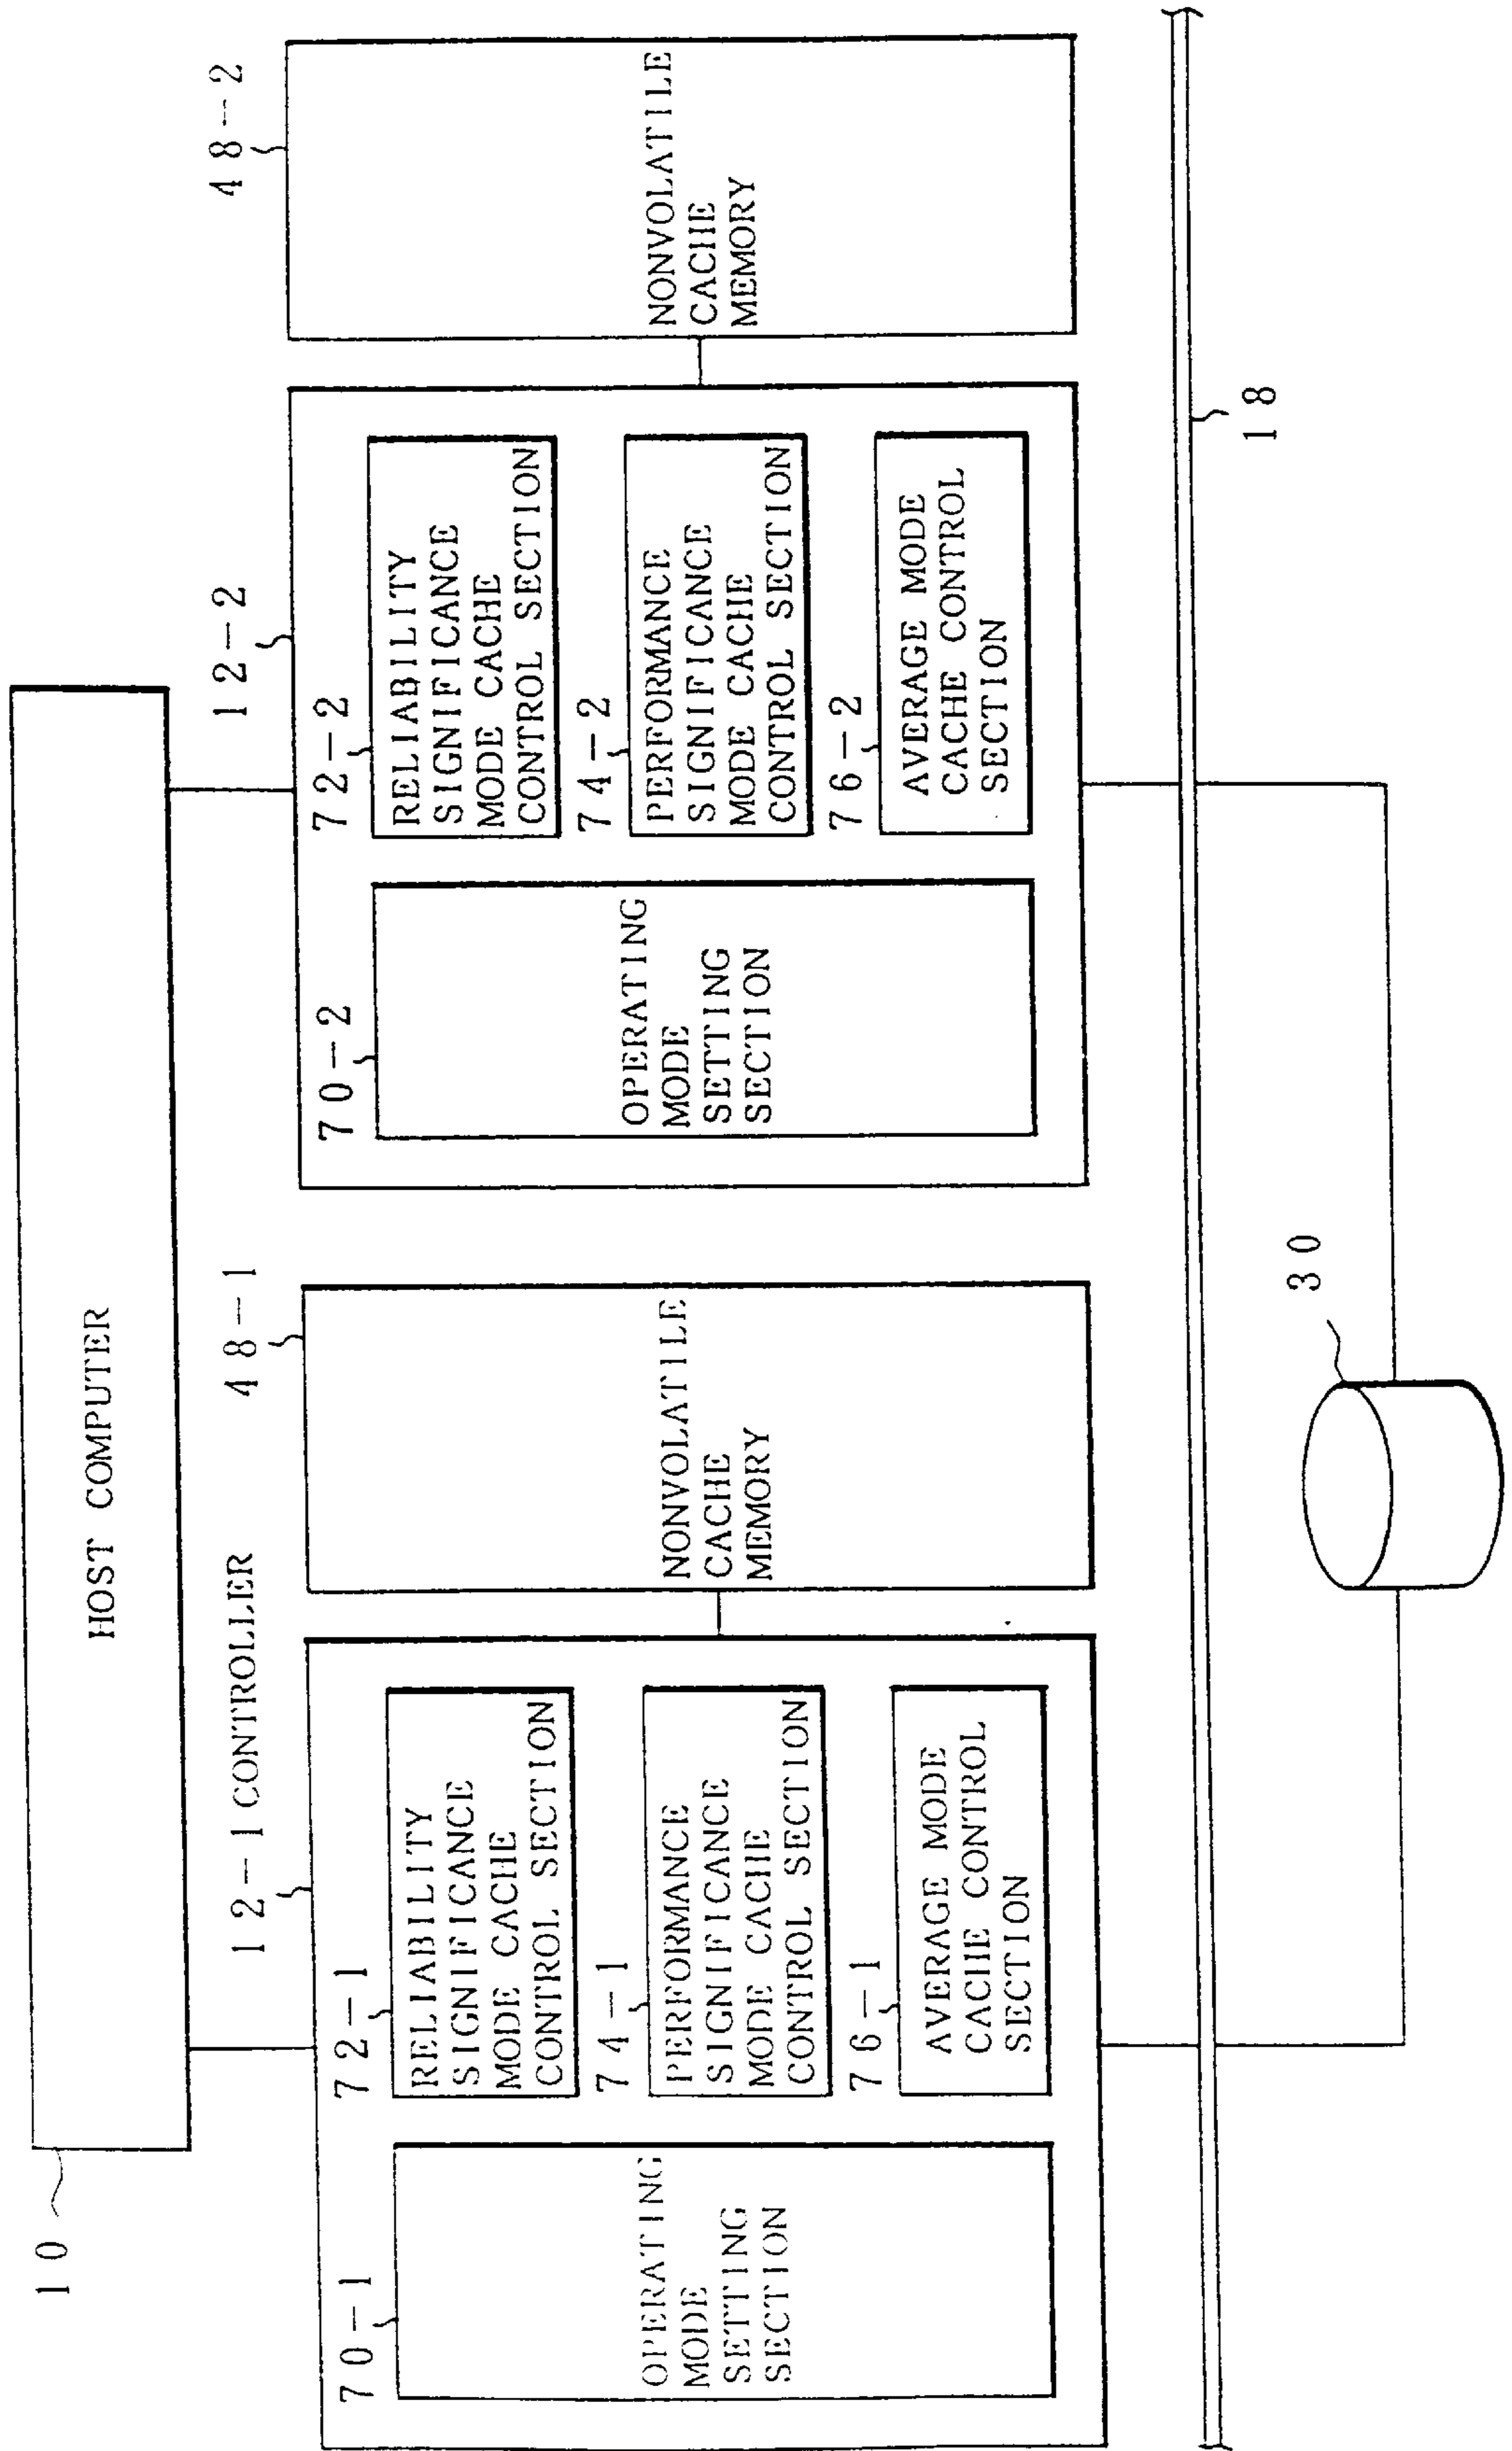 10
HOST COMPUTER
12-1 CONTROLLER
70-1
OPERATING
MODE
SETTING
SECTION
72-1
RELIABILITY
SIGNIFICANCE
MODE CACHE
CONTROL SECTION
74-1
PERFORMANCE
SIGNIFICANCE
MODE CACHE
CONTROL SECTION
76-1
AVERAGE MODE
CACHE CONTROL
SECTION
48-1
NONVOLATILE
CACHE
MEMORY
12-2
70-2
OPERATING
MODE
SETTING
SECTION
72-2
RELIABILITY
SIGNIFICANCE
MODE CACHE
CONTROL SECTION
74-2
PERFORMANCE
SIGNIFICANCE
MODE CACHE
CONTROL SECTION
76-2
AVERAGE MODE
CACHE CONTROL
SECTION
48-2
NONVOLATILE
CACHE
MEMORY
18
30